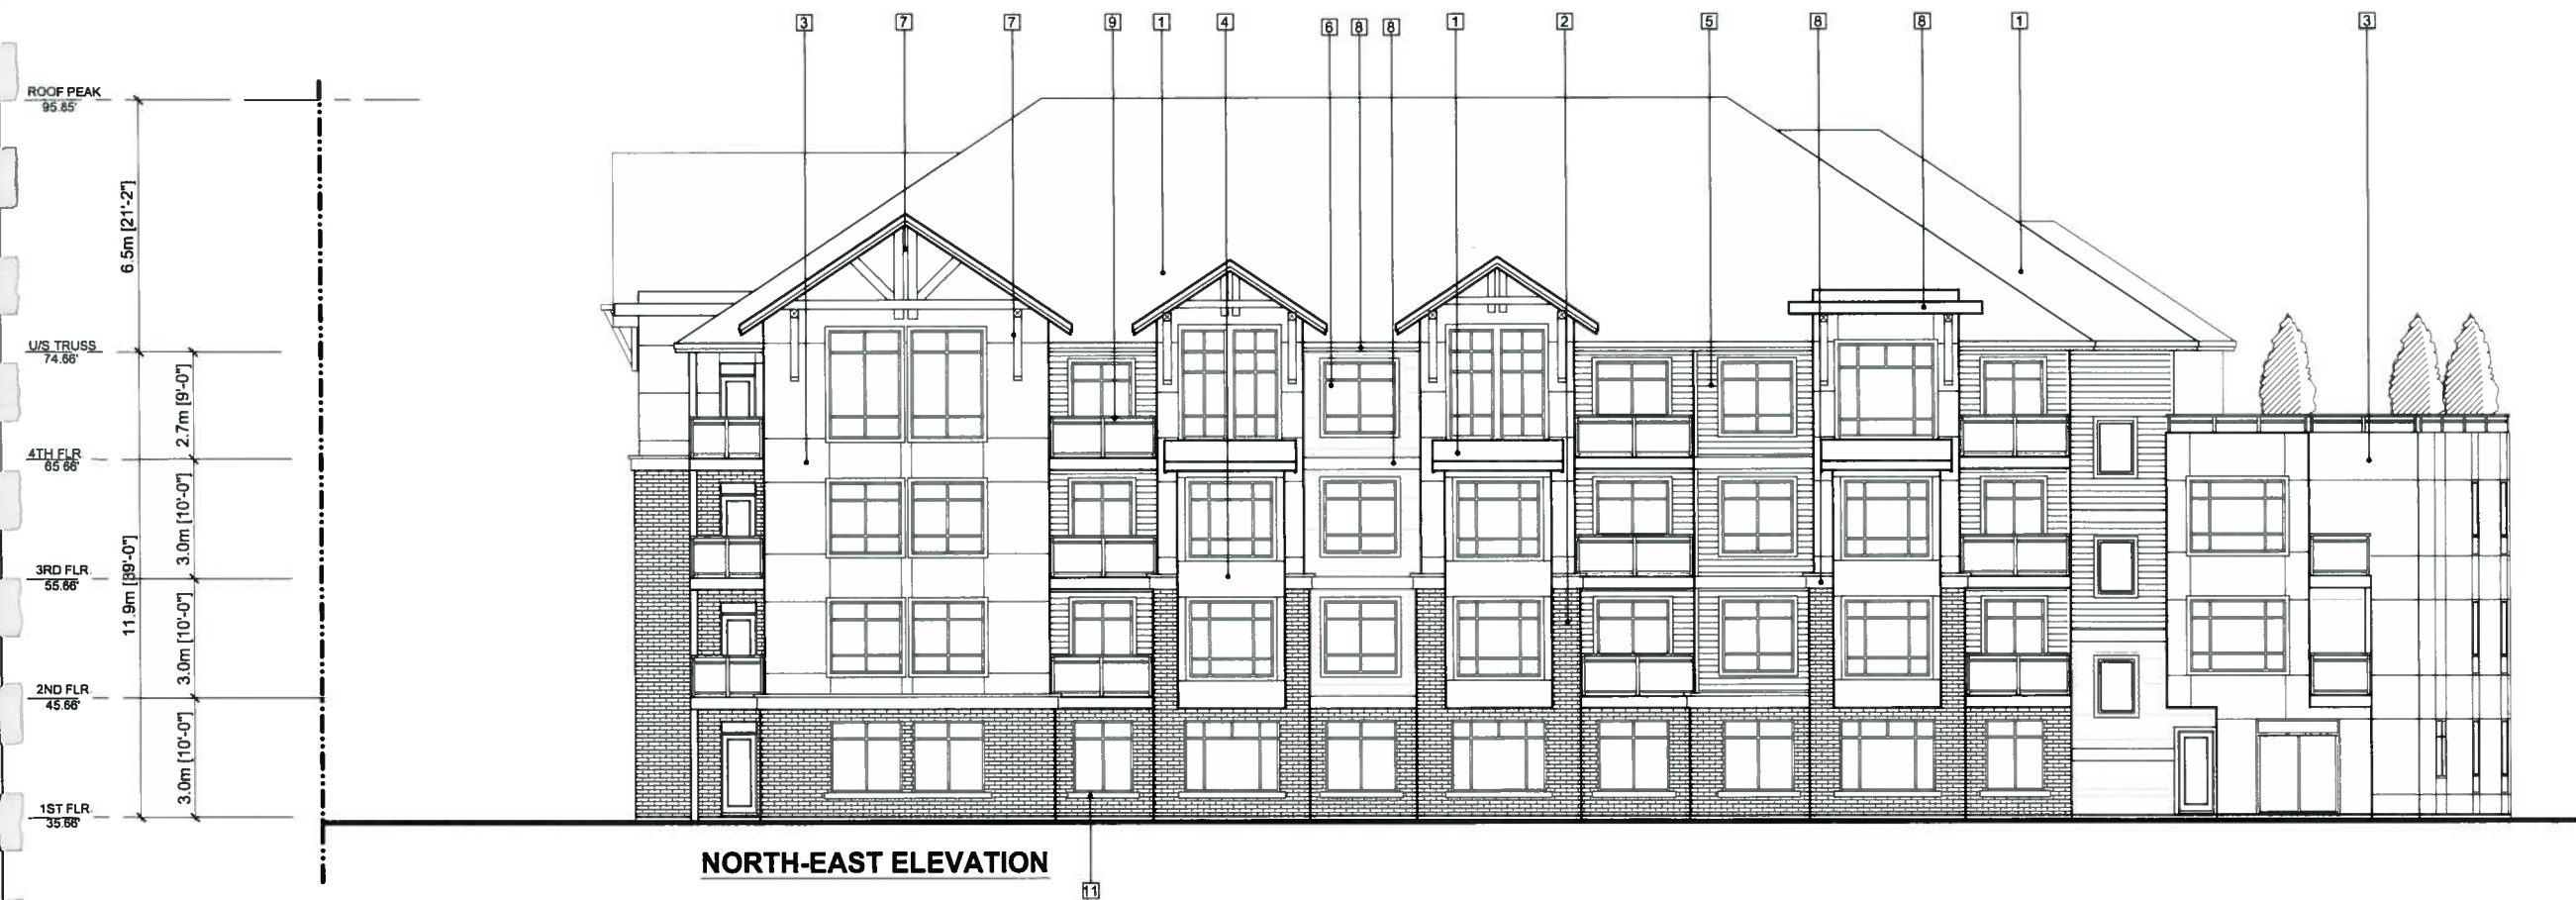 3 7 7 9 1 4 6 8 8 1 2 5 8 8 1 3
ROOF PEAK
95.85'
6.5m [21'-2"]
U/S TRUSS
74.66'
2.7m [9'-0"]
4TH FLR
65.66'
3.0m [10'-0"]
11.9m [39'-0"]
3RD FLR
55.66'
3.0m [10'-0"]
2ND FLR
45.66'
3.0m [10'-0"]
1ST FLR
35.66'
NORTH-EAST ELEVATION
11